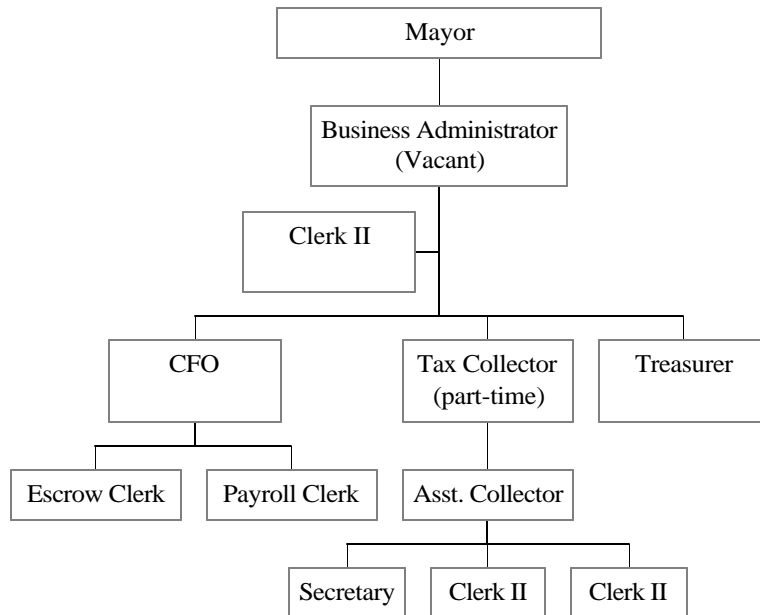 Mayor
Business Administrator
(Vacant)
Clerk II
CFO
Tax Collector
(part-time)
Treasurer
Escrow Clerk
Payroll Clerk
Asst. Collector
Secretary
Clerk II
Clerk II